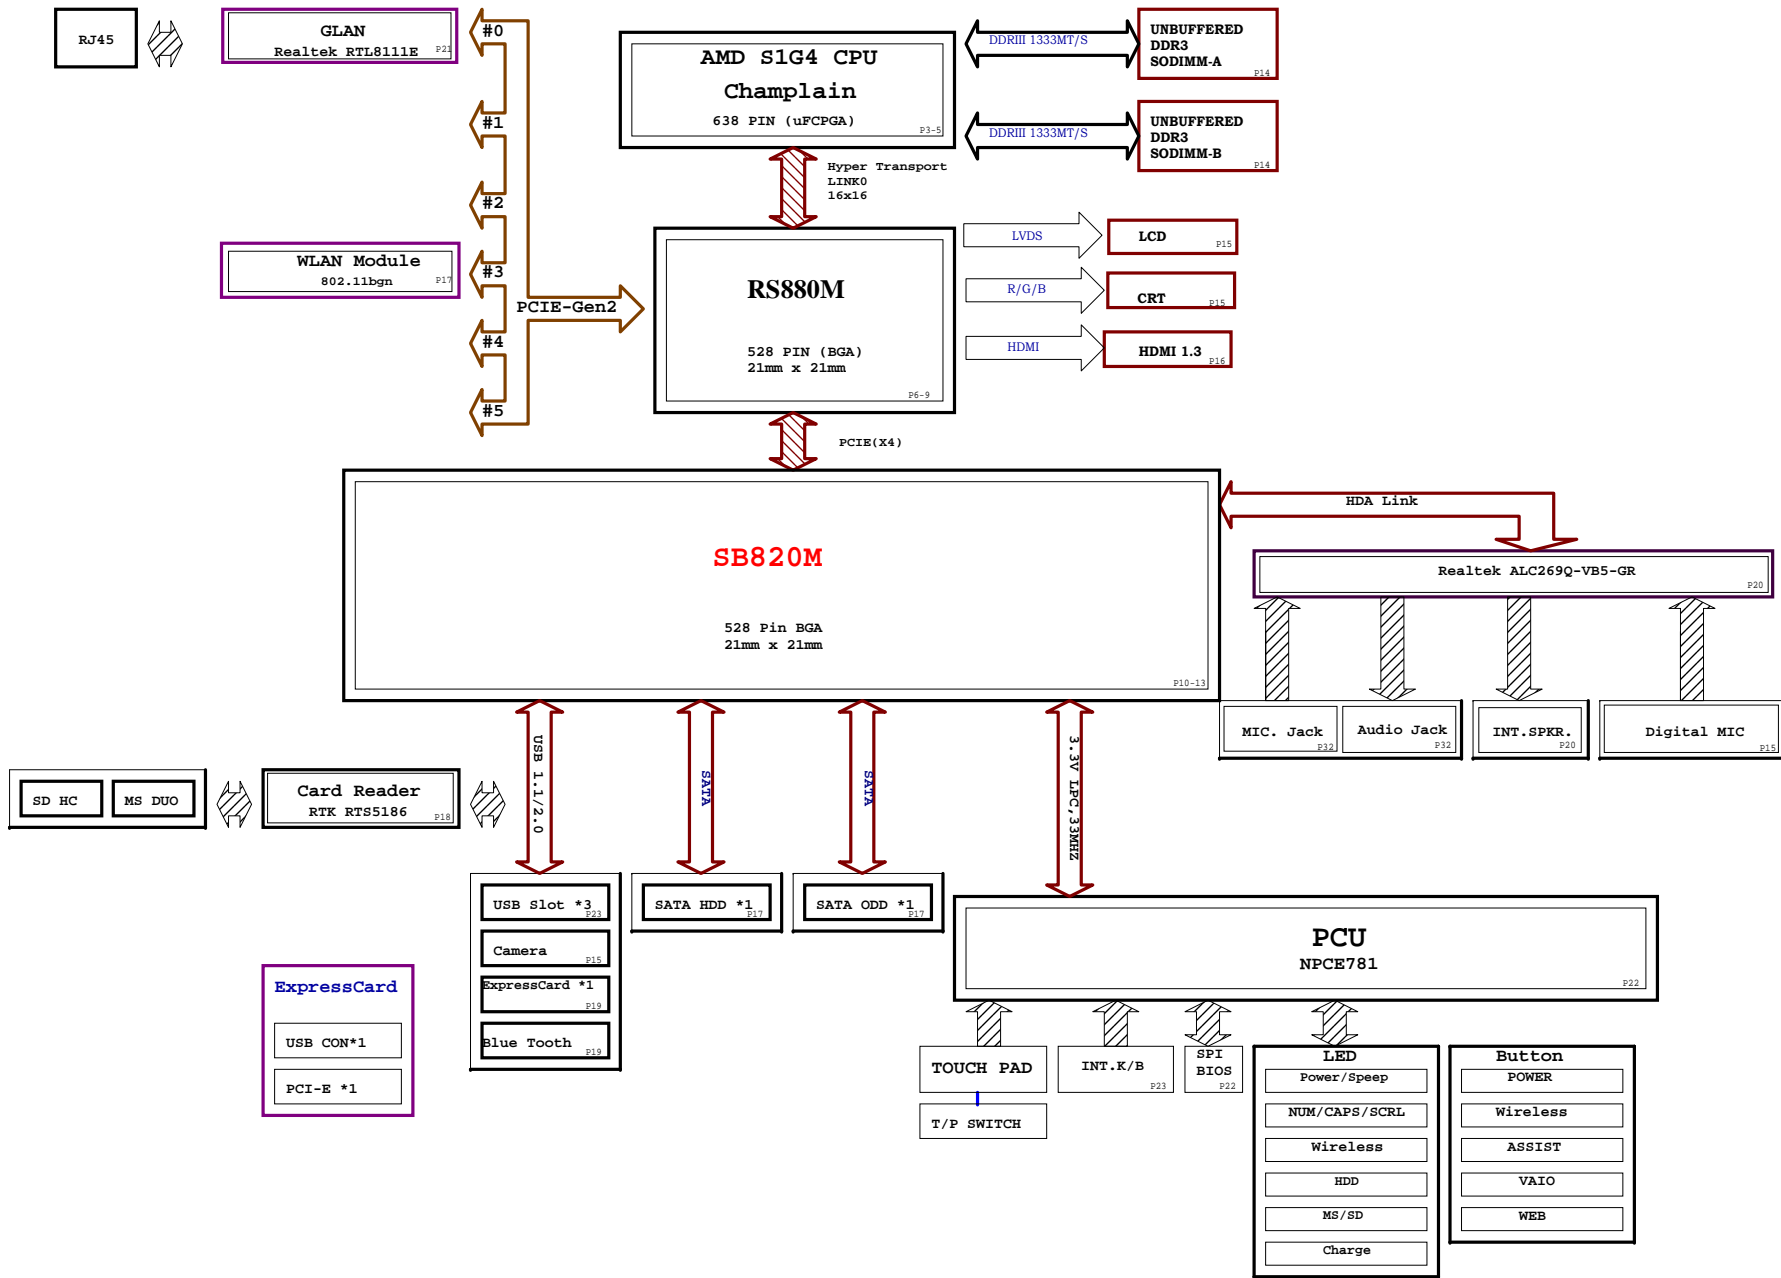 RJ45
GLAN
Realtek RTL8111E
P21
#0
#1
#2
#3
#4
#5
WLAN Module
802.11bgn
P17
PCIE-Gen2
AMD S1G4 CPU
Champlain
638 PIN (uFCPGA)
P3-5
DDRIII 1333MT/S
UNBUFFERED
DDR3
SODIMM-A
P14
DDRIII 1333MT/S
UNBUFFERED
DDR3
SODIMM-B
P14
Hyper Transport
LINK0
16x16
RS880M
528 PIN (BGA)
21mm x 21mm
P6-9
LVDS
LCD
P15
R/G/B
CRT
P15
HDMI
HDMI 1.3
P16
PCIE(X4)
SB820M
528 Pin BGA
21mm x 21mm
P10-13
HDA Link
Realtek ALC269Q-VB5-GR
P20
MIC. Jack
P32
Audio Jack
P32
INT.SPKR.
P20
Digital MIC
P15
SD HC
MS DUO
Card Reader
RTK RTS5186
P18
USB 1.1/2.0
SATA
SATA
3.3V LPC,33MHZ
USB Slot *3
P23
Camera
P15
ExpressCard *1
P19
Blue Tooth
P19
SATA HDD *1
P17
SATA ODD *1
P17
PCU
NPCE781
P22
ExpressCard
USB CON*1
PCI-E *1
TOUCH PAD
T/P SWITCH
INT.K/B
P23
SPI
BIOS
P22
LED
Power/Speep
NUM/CAPS/SCRL
Wireless
HDD
MS/SD
Charge
Button
POWER
Wireless
ASSIST
VAIO
WEB